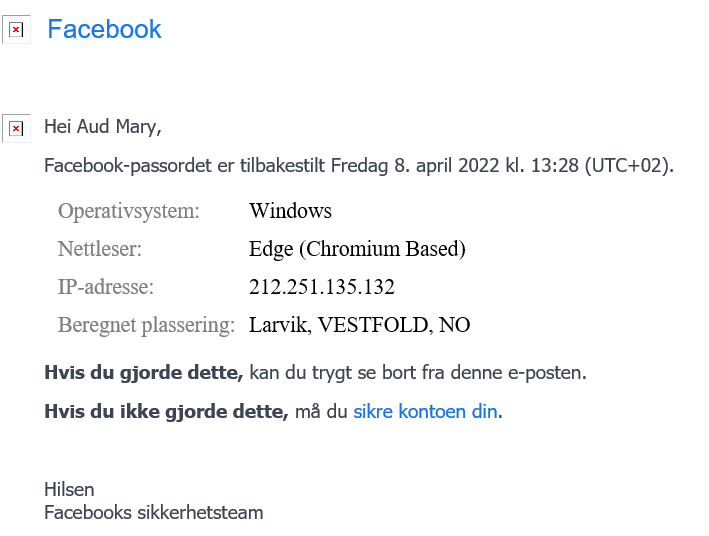 Facebook
Hei Aud Mary,
Facebook-passordet er tilbakestilt Fredag 8. april 2022 kl. 13:28 (UTC+02).
Operativsystem: Windows
Nettleser: Edge (Chromium Based)
IP-adresse: 212.251.135.132
Beregnet plassering: Larvik, VESTFOLD, NO
Hvis du gjorde dette, kan du trygt se bort fra denne e-posten.
Hvis du ikke gjorde dette, må du sikre kontoen din.
Hilsen
Facebooks sikkerhetsteam